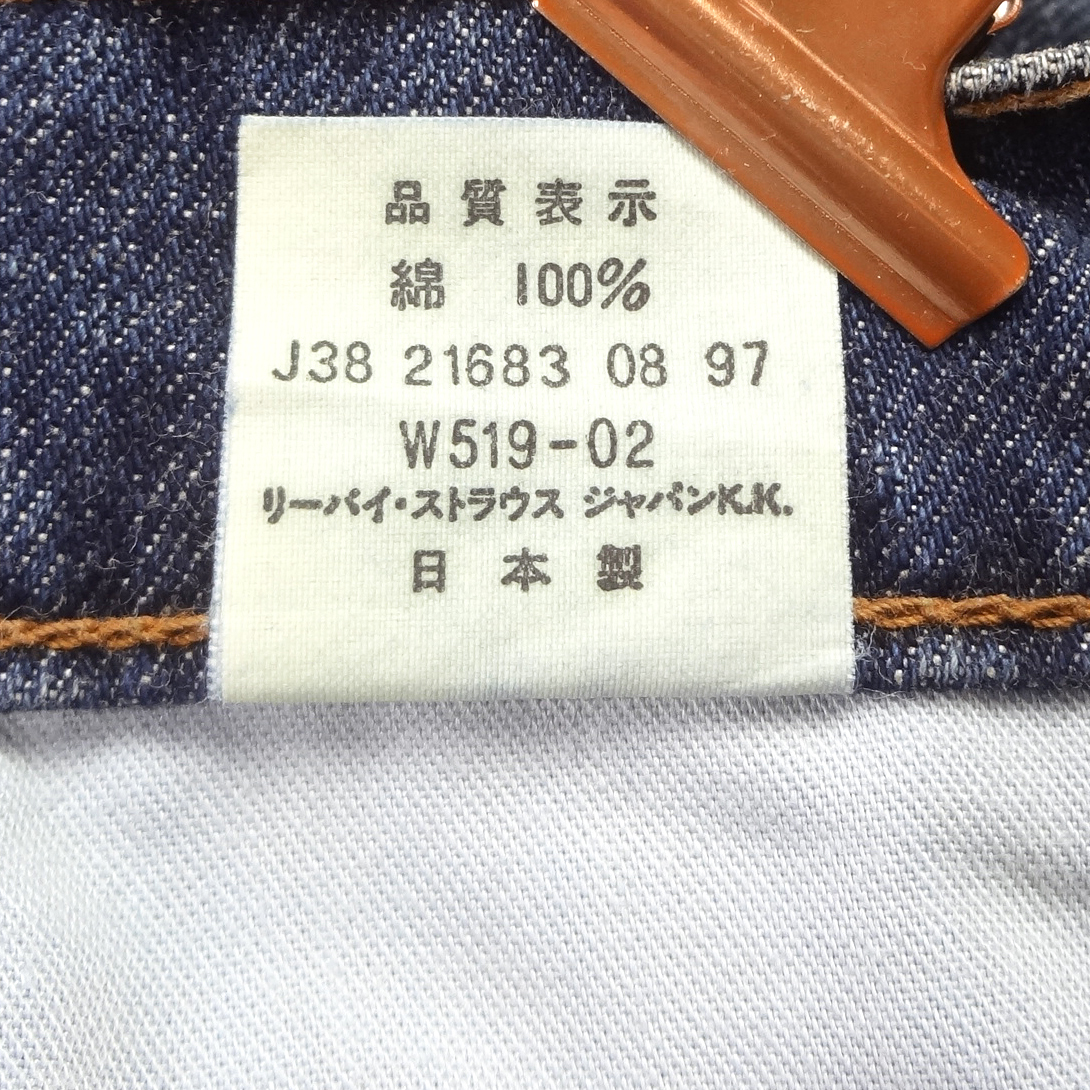 品質表示
綿 100%
J38 21683 08 97
W519-02
リーバイ・ストラウス ジャパンK.K.
日本製